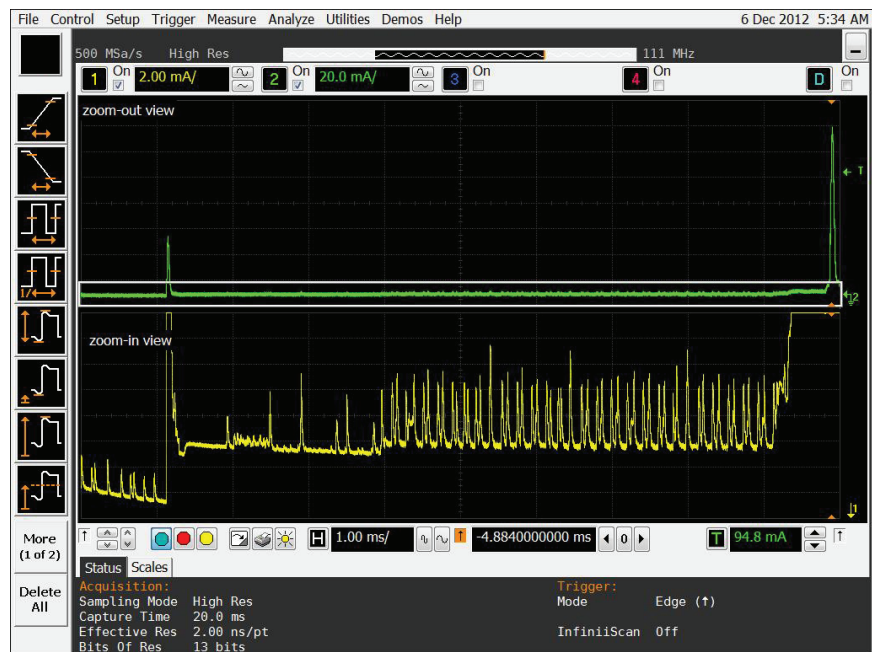 File Control Setup Trigger Measure Analyze Utilities Demos Help 6 Dec 2012 5:34 AM
500 MSa/s High Res 111 MHz
1 On 2.00 mA/ 2 On 20.0 mA/ 3 On 4 On D On
zoom-out view
T
2
zoom-in view
1/
1
More
(1 of 2)
Delete
All
H 1.00 ms/ -4.8840000000 ms 0 T 94.8 mA
Status Scales
Acquisition: Trigger:
Sampling Mode High Res Mode Edge (↑)
Capture Time 20.0 ms
Effective Res 2.00 ns/pt InfiniiScan Off
Bits Of Res 13 bits